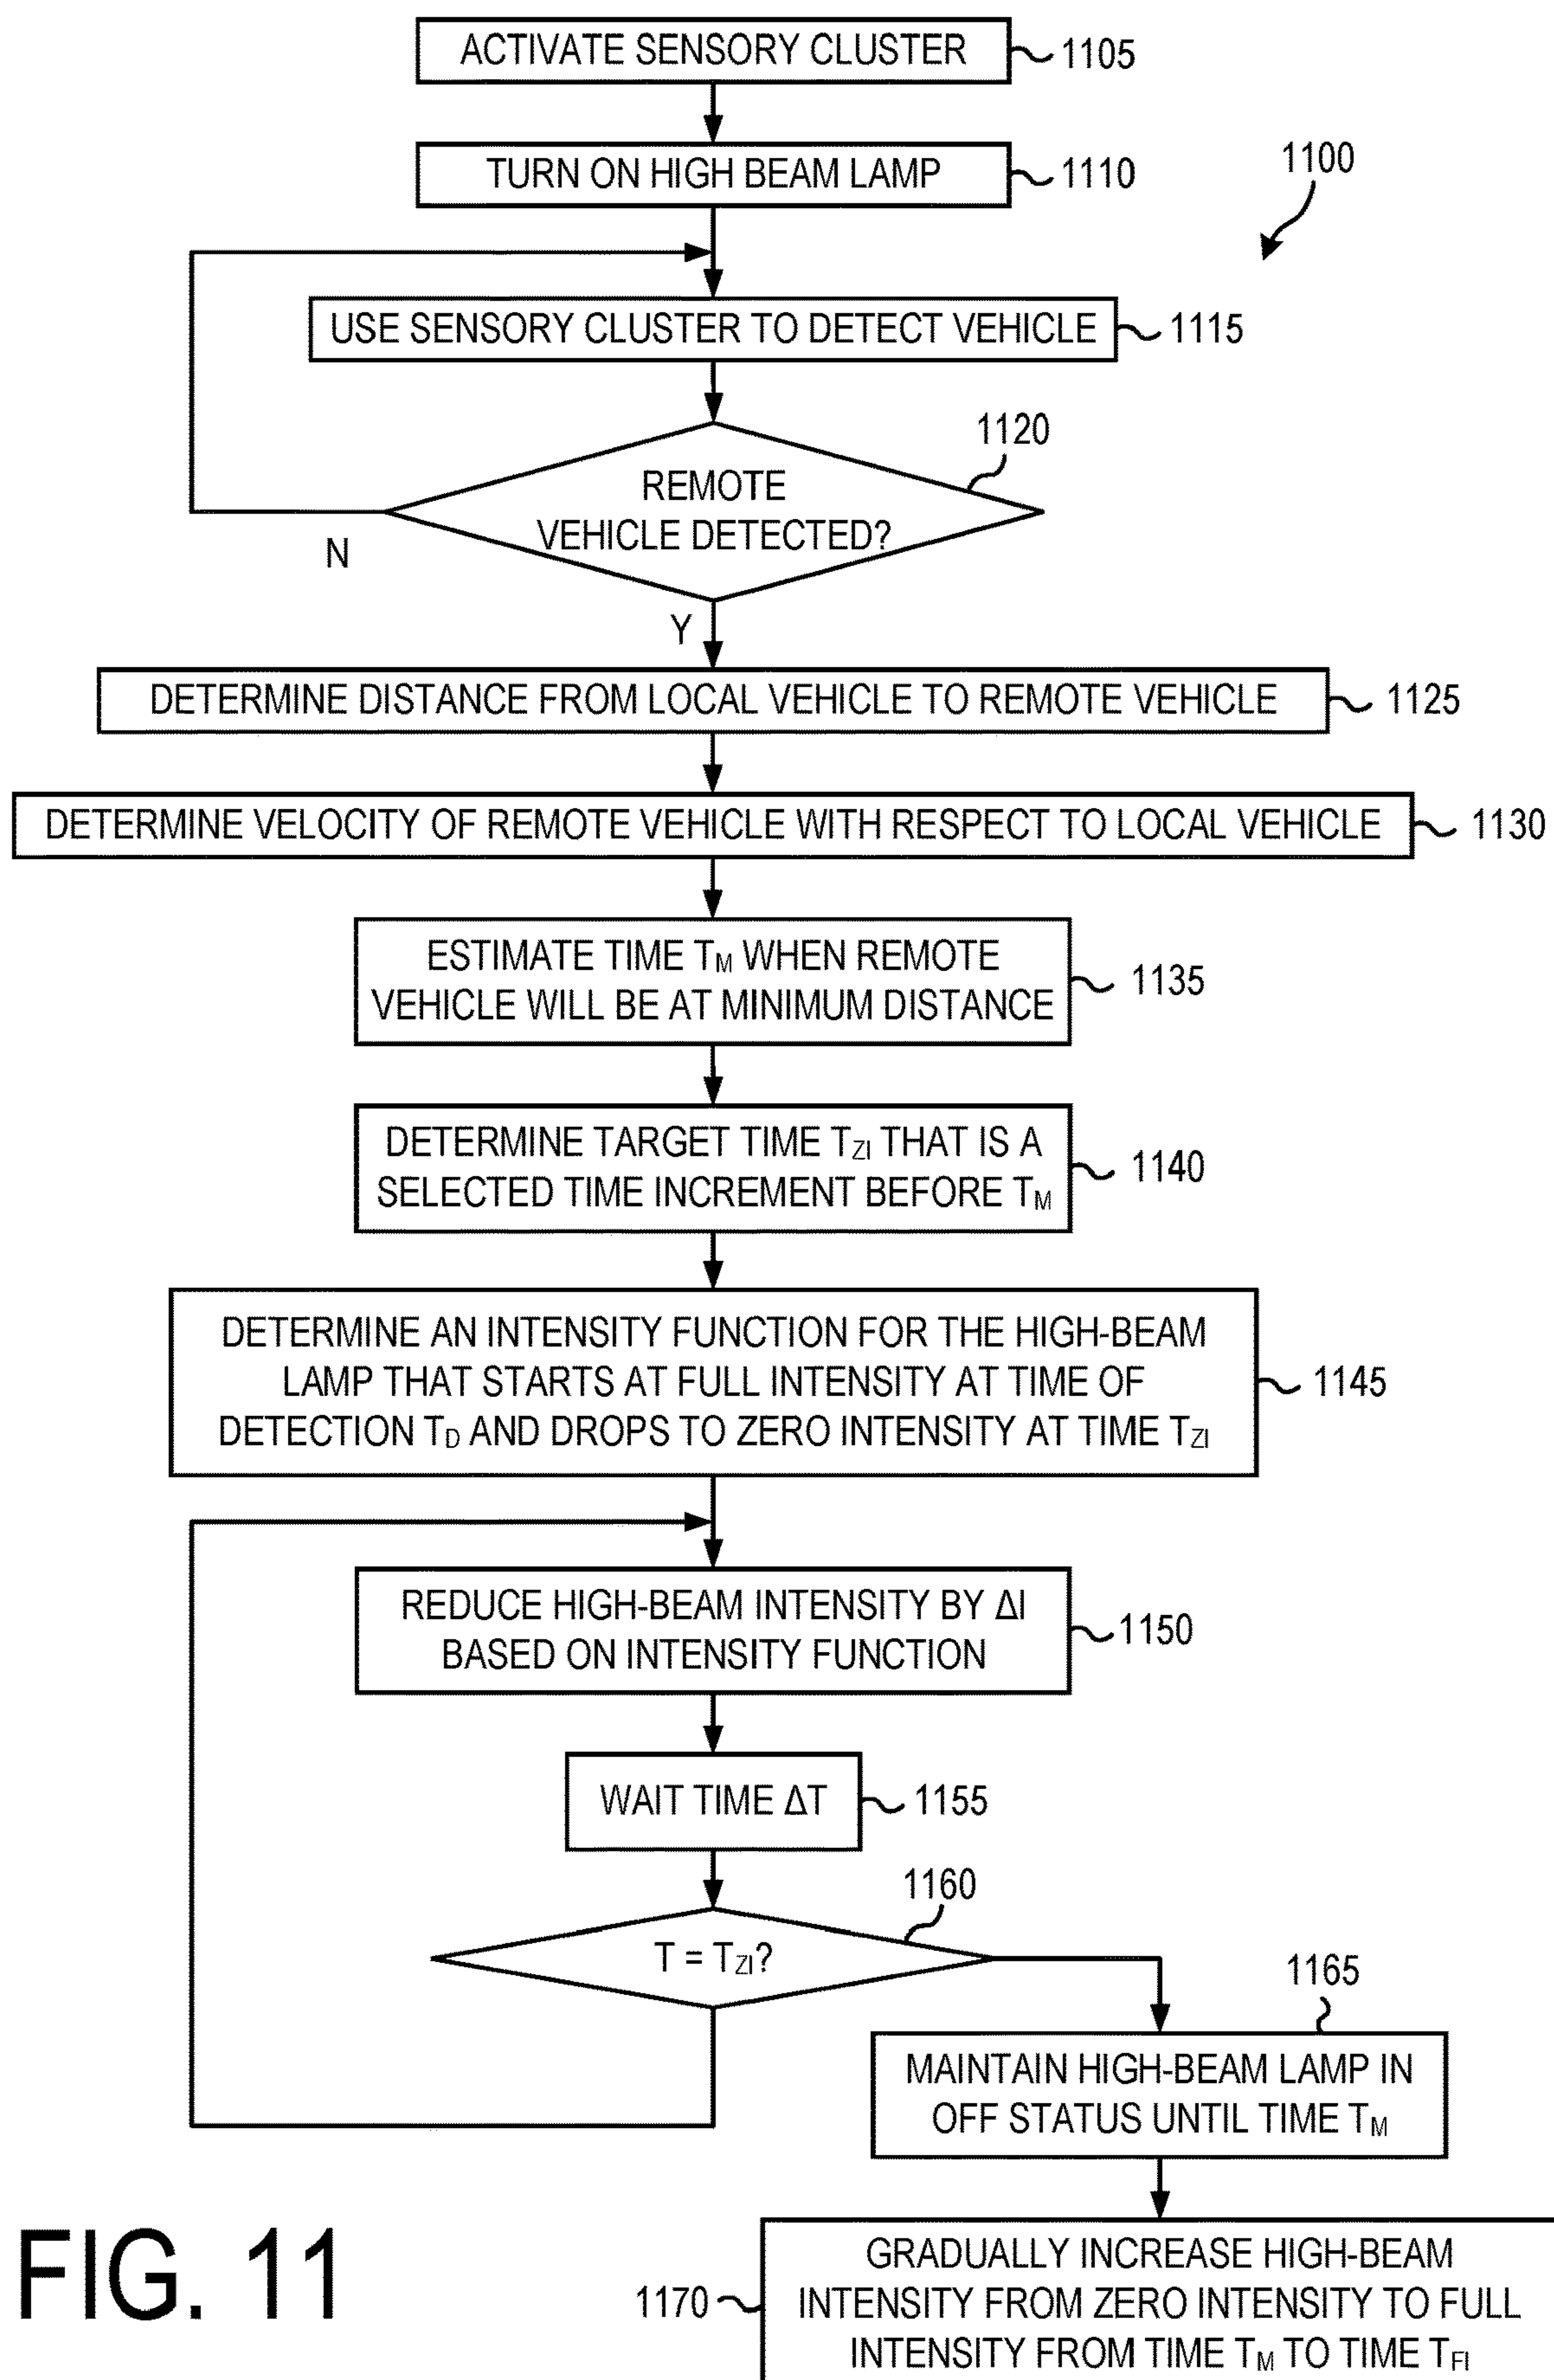 ACTIVATE SENSORY CLUSTER
1105
TURN ON HIGH BEAM LAMP
1110
1100
USE SENSORY CLUSTER TO DETECT VEHICLE
1115
1120
REMOTE
VEHICLE DETECTED?
N
Y
DETERMINE DISTANCE FROM LOCAL VEHICLE TO REMOTE VEHICLE
1125
DETERMINE VELOCITY OF REMOTE VEHICLE WITH RESPECT TO LOCAL VEHICLE
1130
ESTIMATE TIME TM WHEN REMOTE
VEHICLE WILL BE AT MINIMUM DISTANCE
1135
DETERMINE TARGET TIME TZI THAT IS A
SELECTED TIME INCREMENT BEFORE TM
1140
DETERMINE AN INTENSITY FUNCTION FOR THE HIGH-BEAM
LAMP THAT STARTS AT FULL INTENSITY AT TIME OF
DETECTION TD AND DROPS TO ZERO INTENSITY AT TIME TZI
1145
REDUCE HIGH-BEAM INTENSITY BY ΔI
BASED ON INTENSITY FUNCTION
1150
WAIT TIME ΔT
1155
1160
T = TZI?
1165
MAINTAIN HIGH-BEAM LAMP IN
OFF STATUS UNTIL TIME TM
GRADUALLY INCREASE HIGH-BEAM
INTENSITY FROM ZERO INTENSITY TO FULL
INTENSITY FROM TIME TM TO TIME TFI
1170
FIG. 11